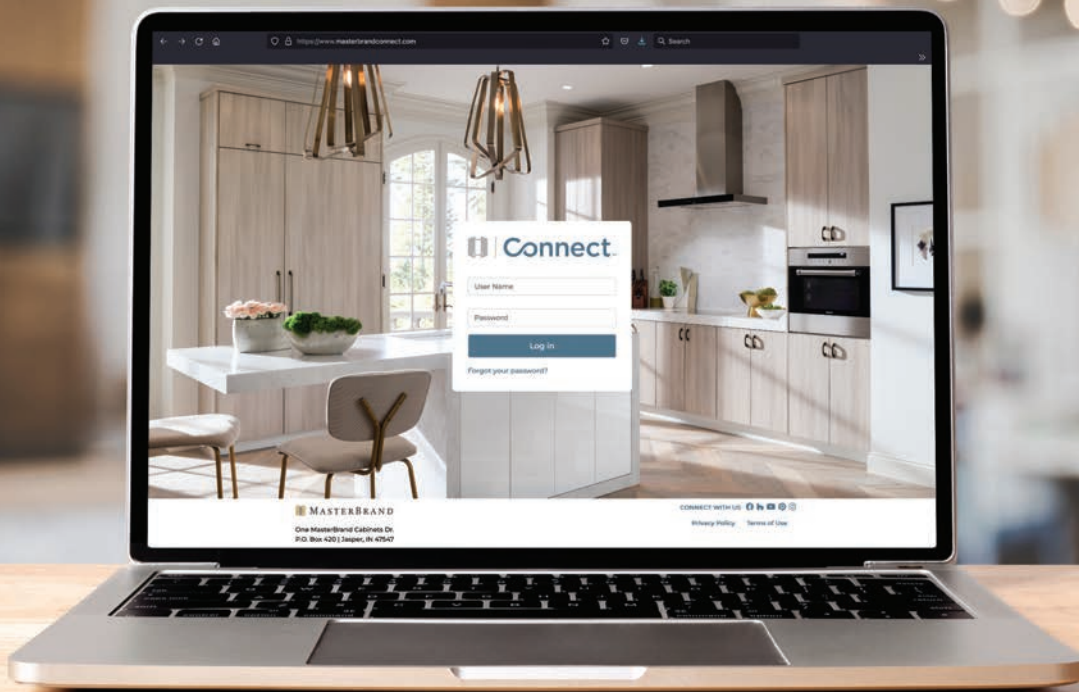 https://www.masterbrandconnect.com
Search
Connect
User Name
Password
Log in
Forgot your password?
MASTERBRAND
One MasterBrand Cabinets Dr.
P.O. Box 420 | Jasper, IN 47547
CONNECT WITH US
Privacy Policy Terms of Use